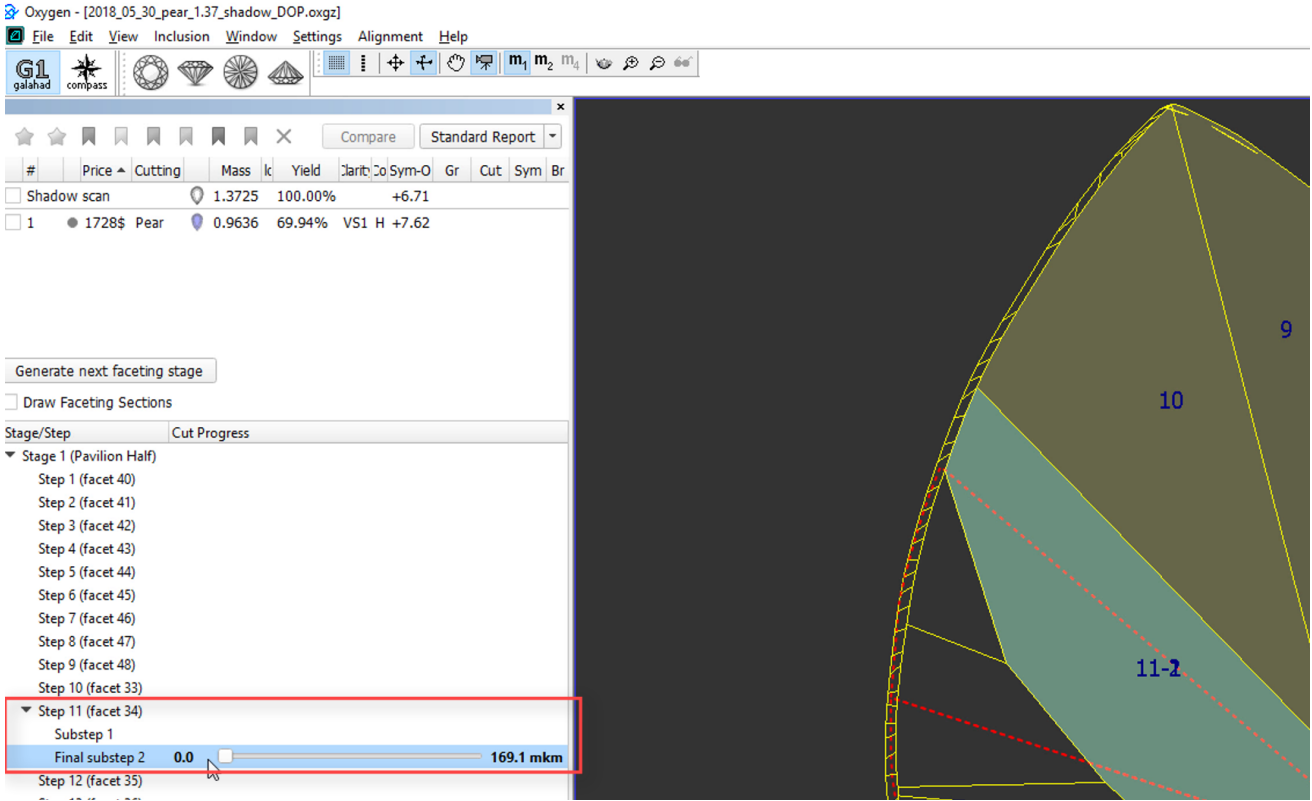 Oxygen - [2018_05_30_pear_1.37_shadow_DOP.oxgz]
File Edit View Inclusion Window Settings Alignment Help
G1 galahad compass m1 m2 m4
Compare Standard Report
# Price Cutting Mass Yield Clarit Co Sym-O Gr Cut Sym Br
Shadow scan 1.3725 100.00% +6.71
1 1728$ Pear 0.9636 69.94% VS1 H +7.62
Generate next faceting stage
Draw Faceting Sections
Stage/Step Cut Progress
Stage 1 (Pavilion Half)
Step 1 (facet 40)
Step 2 (facet 41)
Step 3 (facet 42)
Step 4 (facet 43)
Step 5 (facet 44)
Step 6 (facet 45)
Step 7 (facet 46)
Step 8 (facet 47)
Step 9 (facet 48)
Step 10 (facet 33)
Step 11 (facet 34)
Substep 1
Final substep 2 0.0 169.1 mkm
Step 12 (facet 35)
9
10